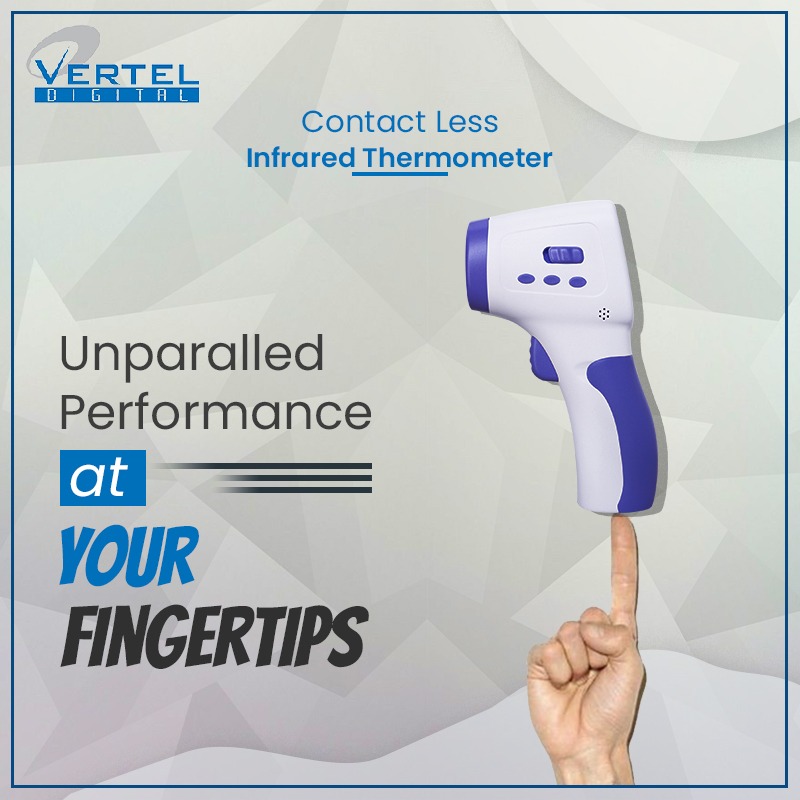 VERTEL
DIGITAL
Contact Less
Infrared Thermometer
Unparalled
Performance
at
YOUR
FINGERTIPS